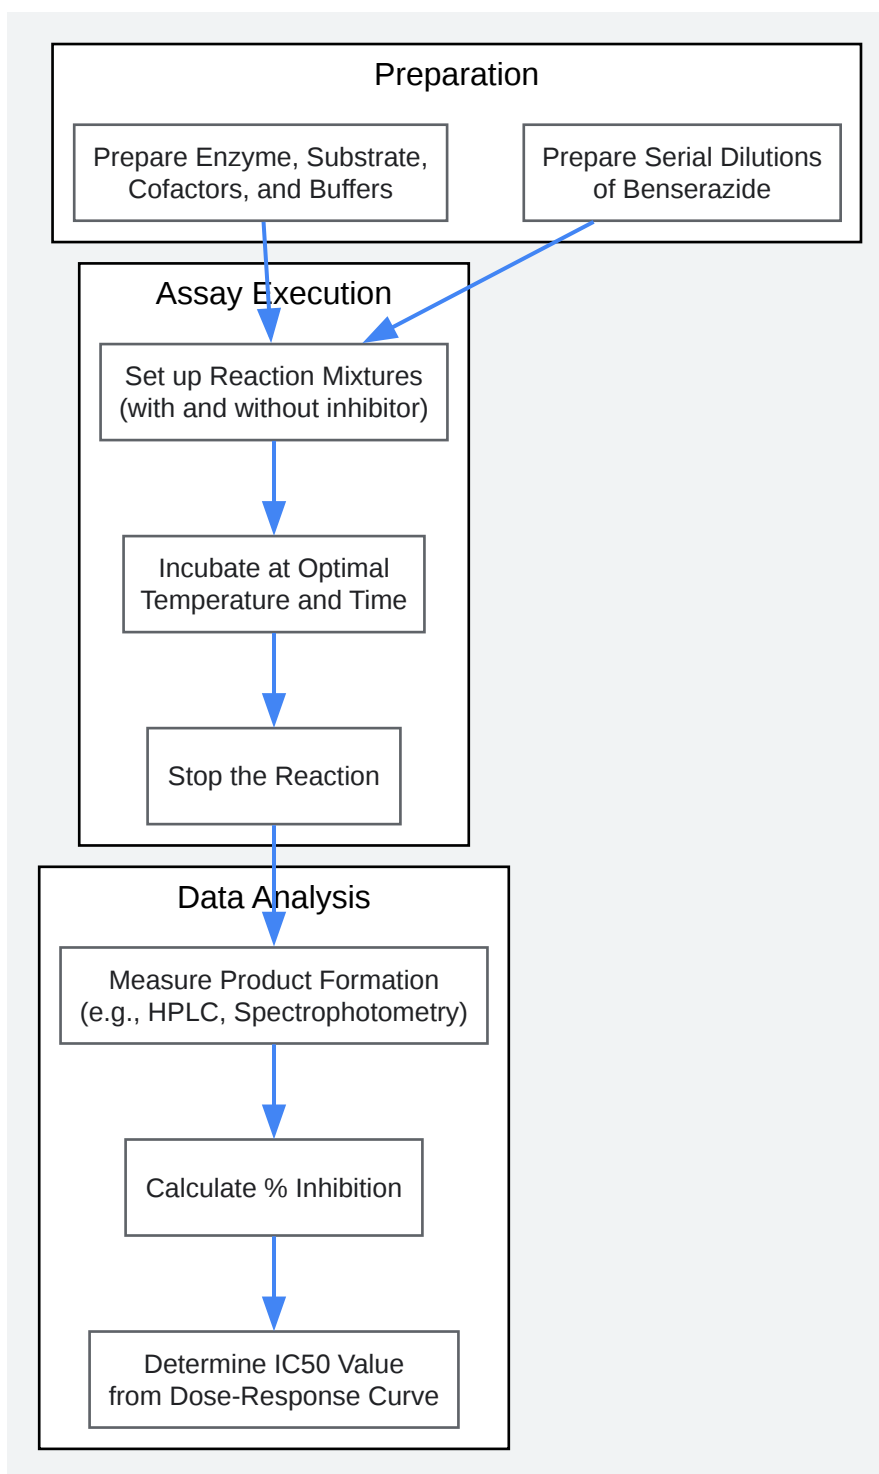 Preparation
Prepare Enzyme, Substrate,
Cofactors, and Buffers
Prepare Serial Dilutions
of Benserazide
Assay Execution
Set up Reaction Mixtures
(with and without inhibitor)
Incubate at Optimal
Temperature and Time
Stop the Reaction
Data Analysis
Measure Product Formation
(e.g., HPLC, Spectrophotometry)
Calculate % Inhibition
Determine IC50 Value
from Dose-Response Curve